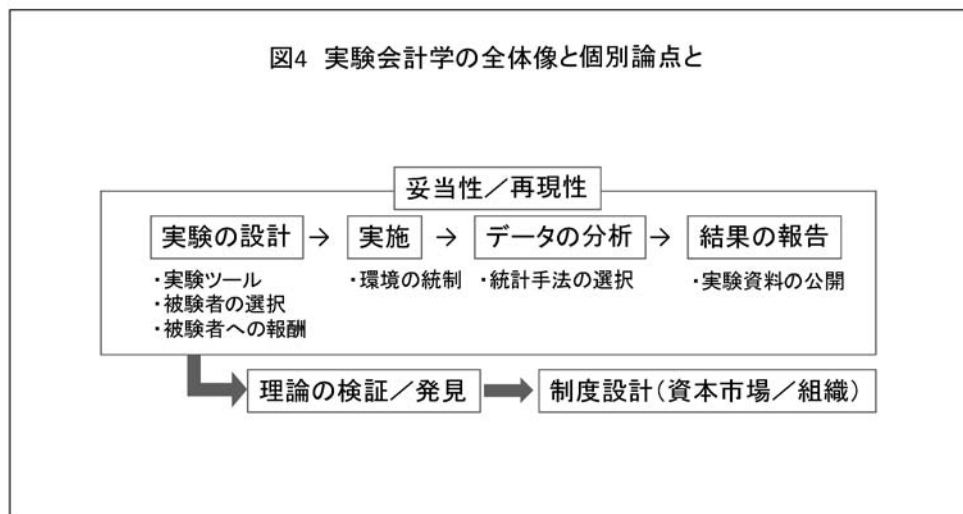 図4 実験会計学の全体像と個別論点と
妥当性／再現性
実験の設計 → 実施 → データの分析 → 結果の報告
・実験ツール
・被験者の選択
・被験者への報酬
・環境の統制
・統計手法の選択
・実験資料の公開
理論の検証／発見
制度設計（資本市場／組織）